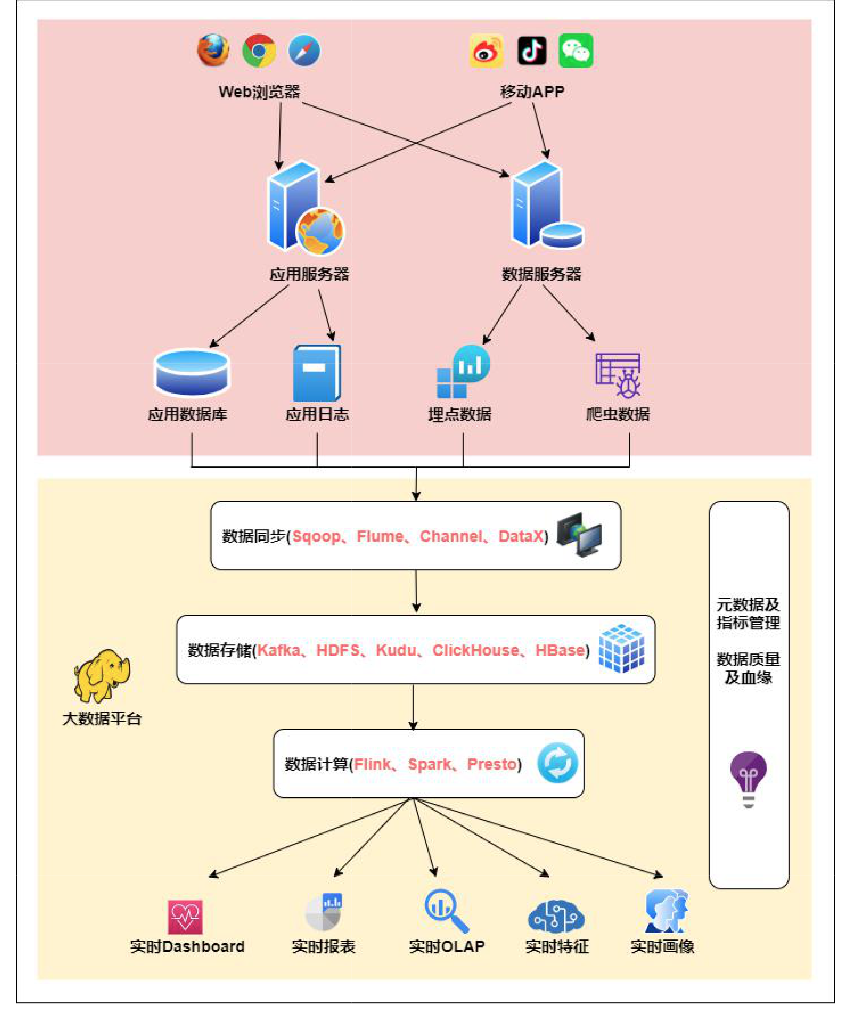 Web浏览器
移动APP
应用服务器
数据服务器
应用数据库
应用日志
埋点数据
爬虫数据
数据同步(Sqoop、Flume、Channel、DataX)
数据存储(Kafka、HDFS、Kudu、ClickHouse、HBase)
大数据平台
数据计算(Flink、Spark、Presto)
元数据及
指标管理
数据质量
及血缘
实时Dashboard
实时报表
实时OLAP
实时特征
实时画像